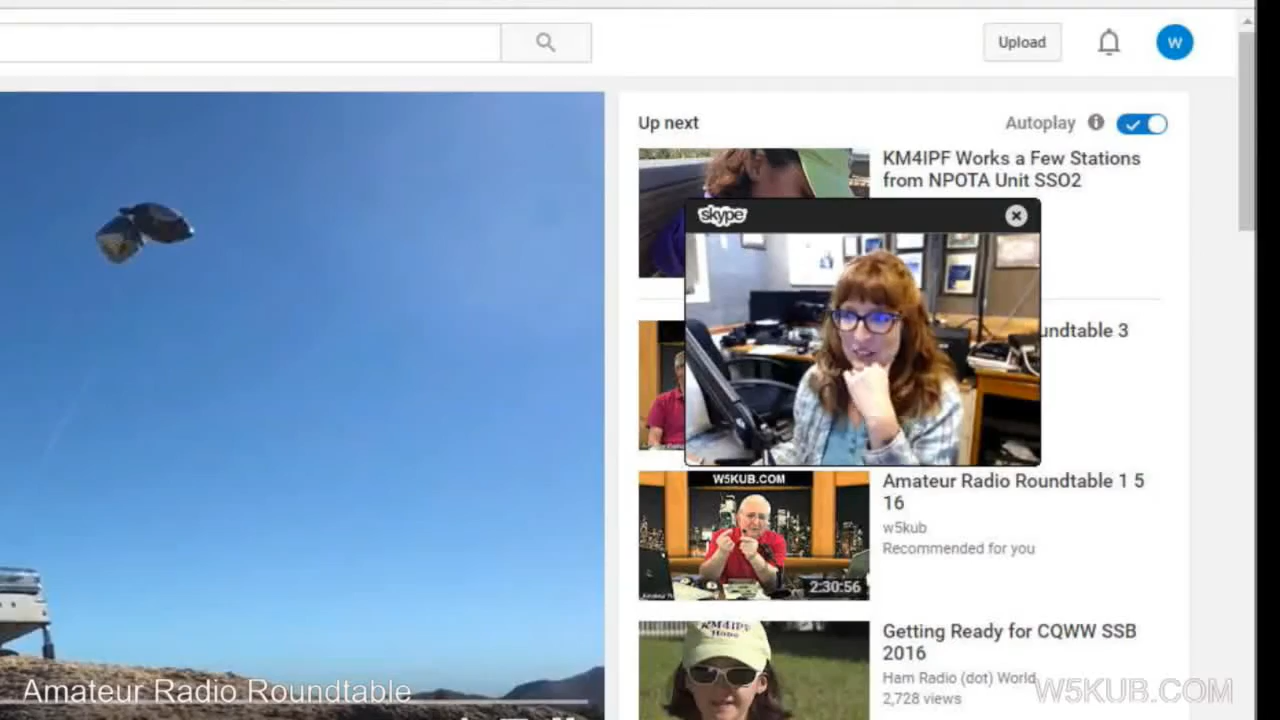 Upload
W
Up next
Autoplay
KM4IPF Works a Few Stations
from NPOTA Unit SSO2
skype
undtable 3
W5KUB.COM
Amateur Radio Roundtable 1 5
16
w5kub
Recommended for you
2:30:56
KM4IPF
Hope
Getting Ready for CQWW SSB
2016
Ham Radio (dot) World
2,728 views
Amateur Radio Roundtable
W5KUB.COM